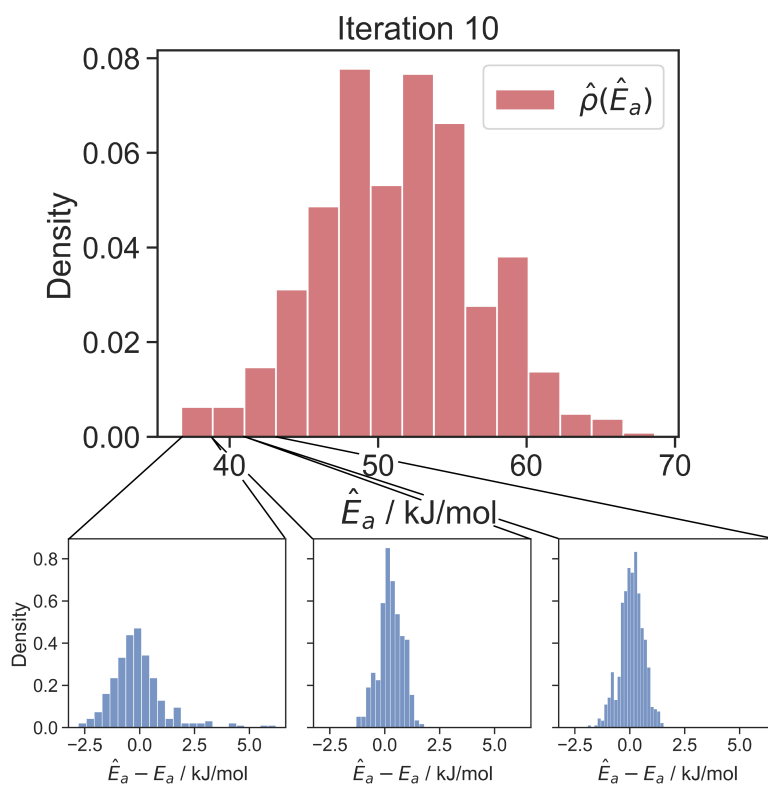 Iteration 10
0.08
0.06
0.04
0.02
0.00
Density
ρ̂(Ê_a)
40 50 60 70
Ê_a / kJ/mol
0.8
0.6
0.4
0.2
0.0
Density
−2.5 0.0 2.5 5.0
−2.5 0.0 2.5 5.0
−2.5 0.0 2.5 5.0
Ê_a − E_a / kJ/mol
Ê_a − E_a / kJ/mol
Ê_a − E_a / kJ/mol